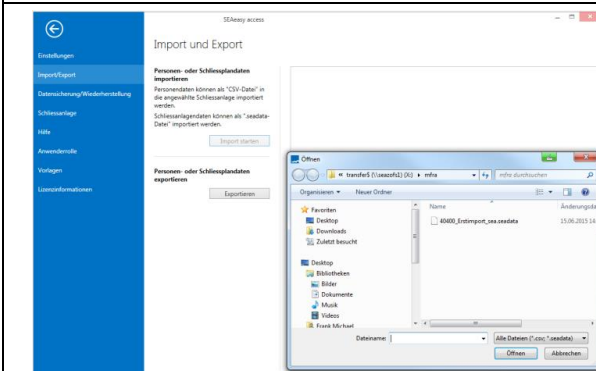 SEAeasy access
Import und Export
Einstellungen
Import/Export
Datensicherung/Wiederherstellung
Schliessanlage
Hilfe
Anwenderrolle
Vorlagen
Lizenzinformationen
Personen- oder Schliessplandaten
importieren
Personendaten können als "CSV-Datei" in
die angewählte Schliessanlage importiert
werden.
Schliessanlagendaten können als ".seadata-
Datei" importiert werden.
Import starten
Personen- oder Schliessplandaten
exportieren
Exportieren
Öffnen
« transfer$ (\\seazofs1) (X:) ▸ mfra
mfra durchsuchen
Organisieren
Neuer Ordner
Name
Änderungsda
Favoriten
Desktop
Downloads
Zuletzt besucht
40400_Erstimport_sea.seadata
15.06.2015 14
Desktop
Bibliotheken
Bilder
Dokumente
Musik
Videos
Frank Michael
Dateiname:
Alle Dateien (*.csv; *.seadata)
Öffnen
Abbrechen